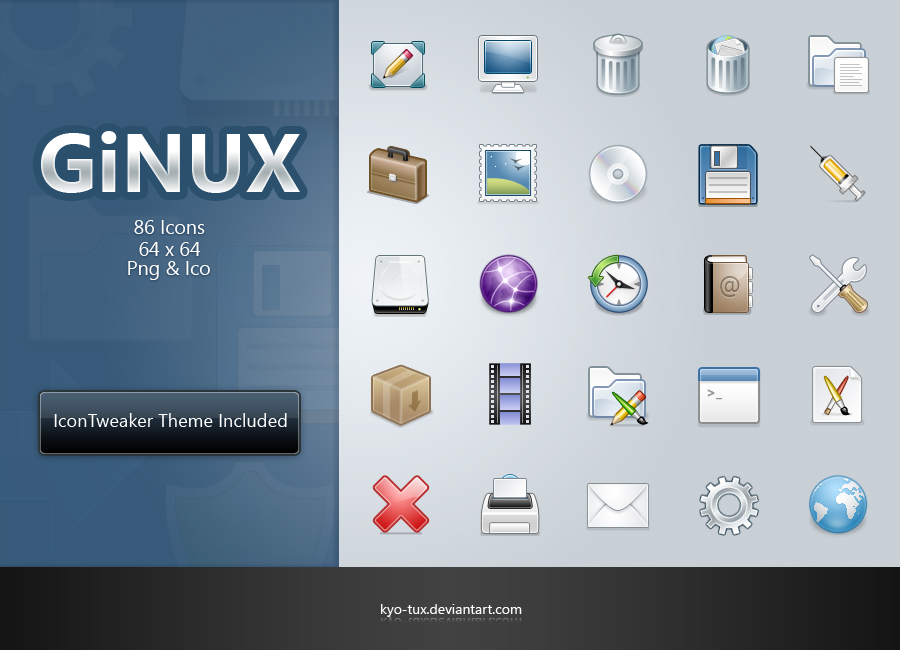 GiNUX
86 Icons
64 x 64
Png & Ico
IconTweaker Theme Included
@
>_
kyo-tux.deviantart.com